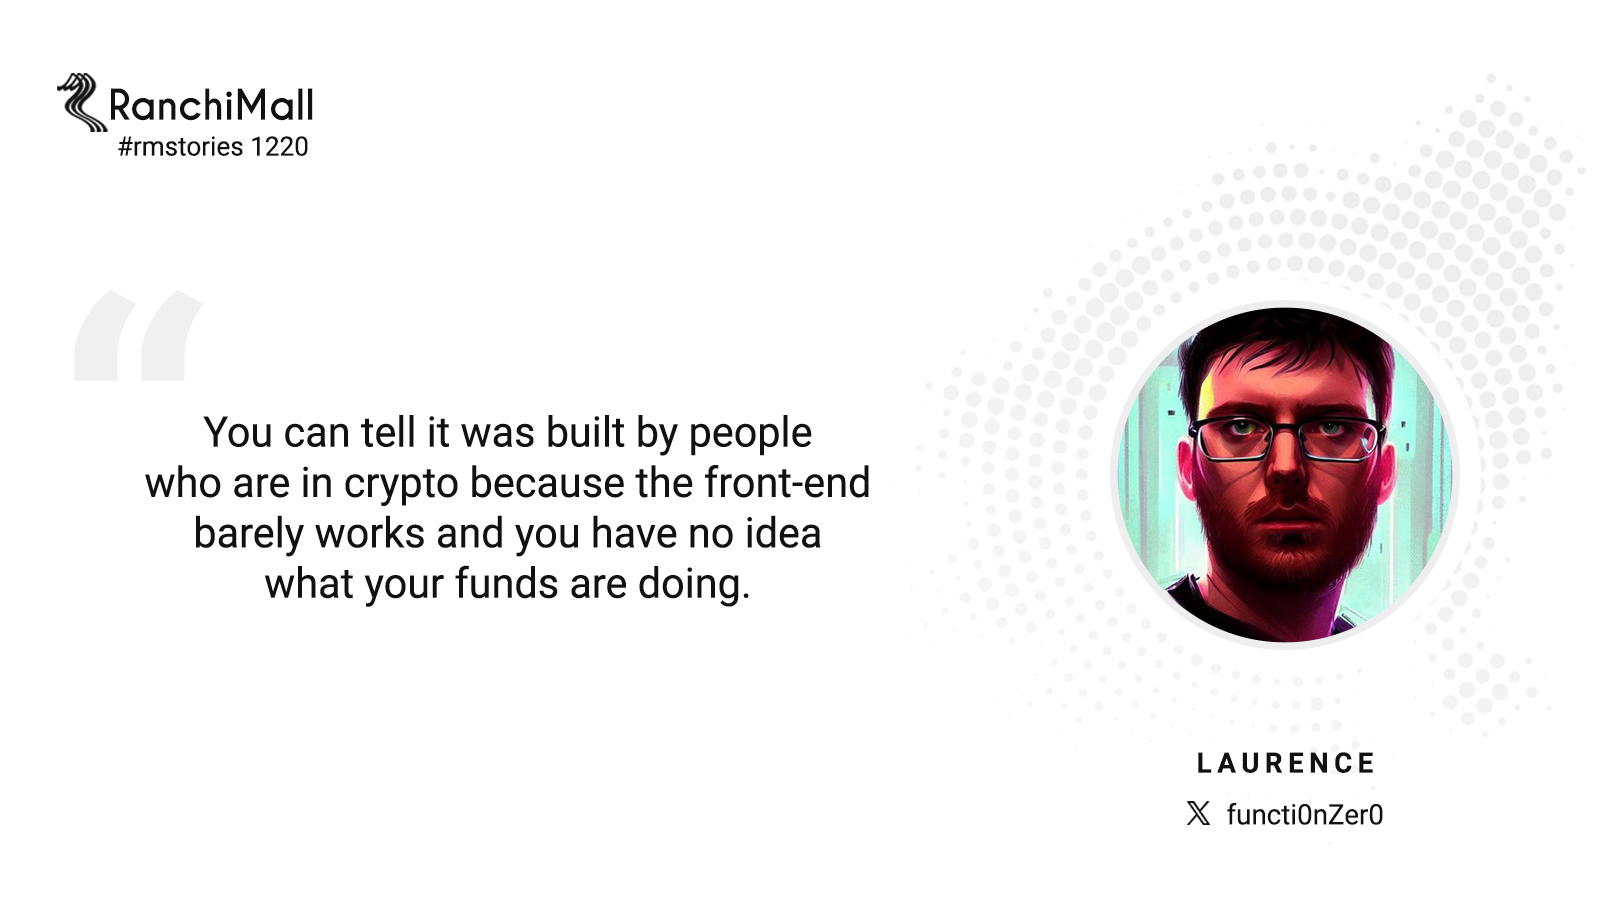 RanchiMall
#rmstories 1220
“
You can tell it was built by people
who are in crypto because the front-end
barely works and you have no idea
what your funds are doing.
LAURENCE
𝕏 functi0nZer0